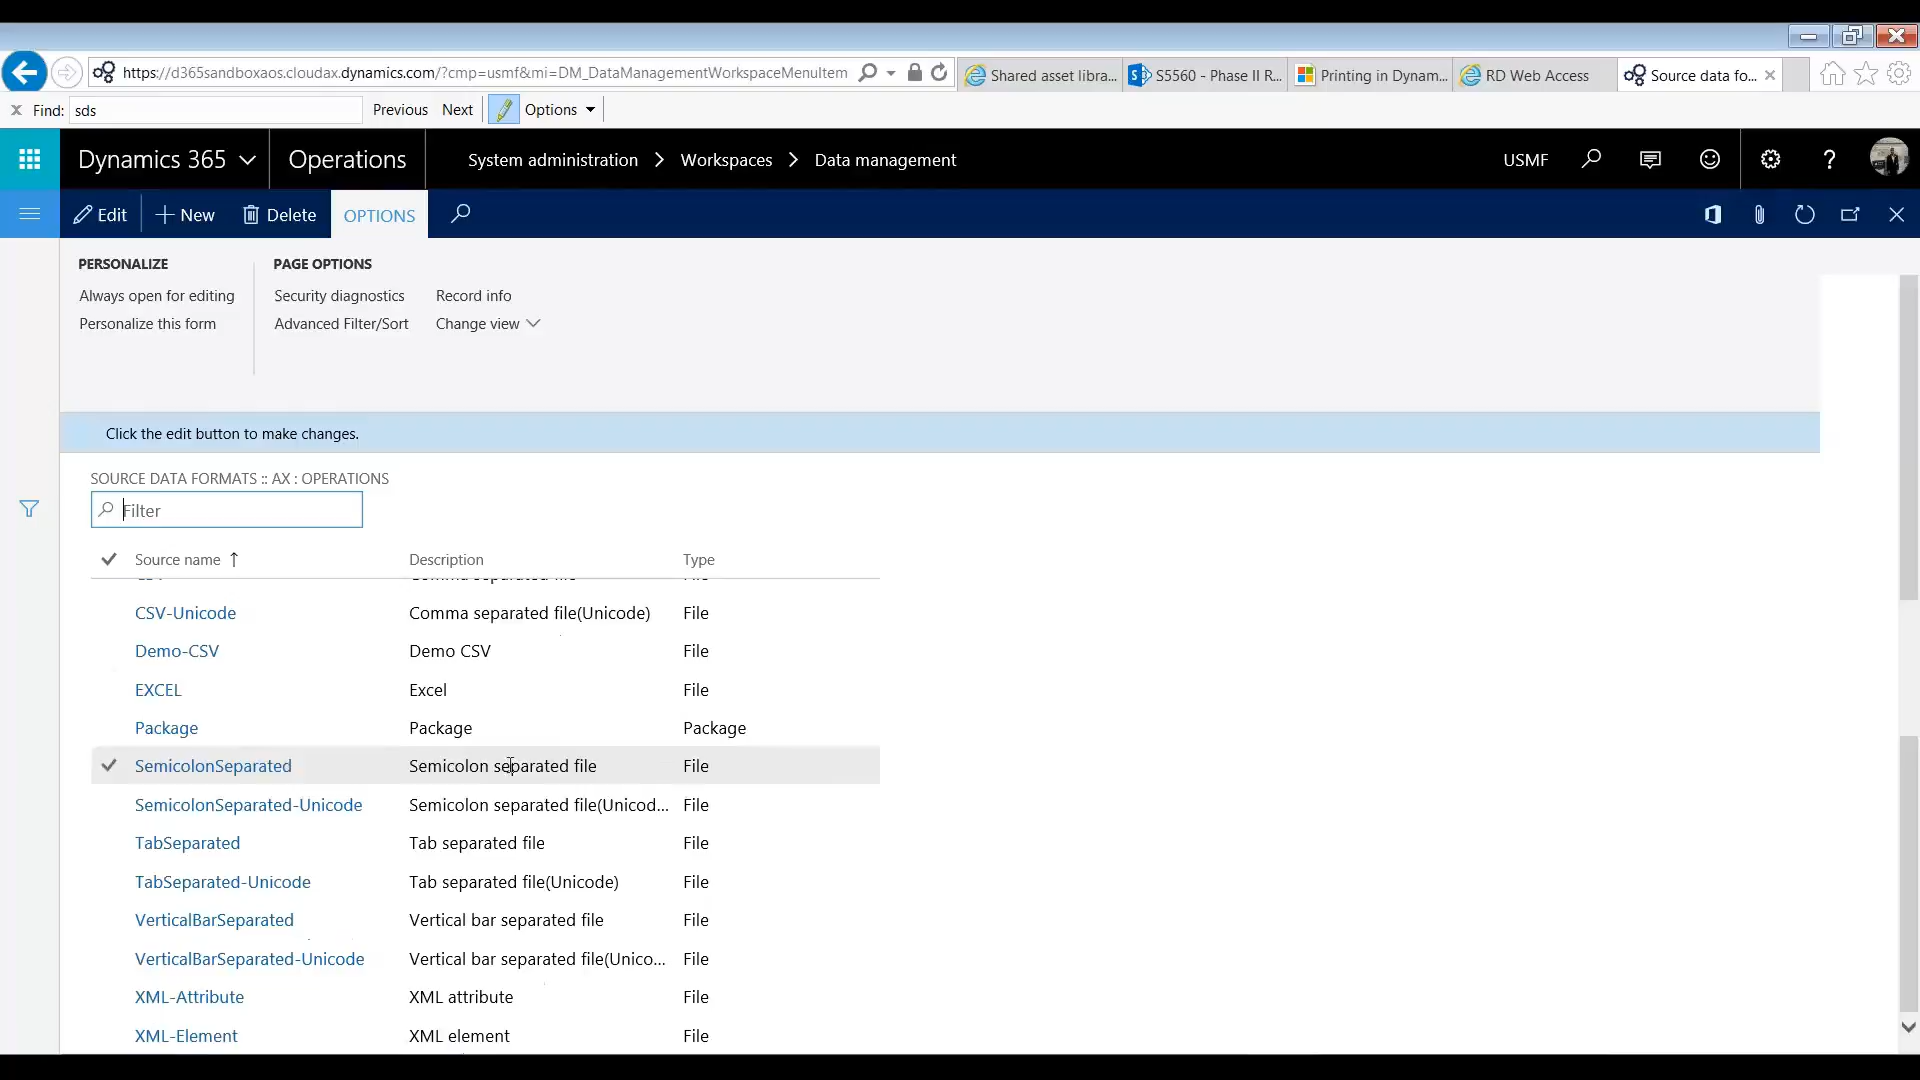 https://d365sandboxaos.cloudax.dynamics.com/?cmp=usmf&mi=DM_DataManagementWorkspaceMenuItem
Shared asset libra...
S5560 - Phase II R...
Printing in Dynam...
RD Web Access
Source data fo...
Find: sds
Previous
Next
Options
Dynamics 365
Operations
System administration
Workspaces
Data management
USMF
Edit
New
Delete
OPTIONS
PERSONALIZE
Always open for editing
Personalize this form
PAGE OPTIONS
Security diagnostics
Advanced Filter/Sort
Record info
Change view
Click the edit button to make changes.
SOURCE DATA FORMATS :: AX : OPERATIONS
Filter
Source name Description Type
CSV-Unicode Comma separated file(Unicode) File
Demo-CSV Demo CSV File
EXCEL Excel File
Package Package Package
SemicolonSeparated Semicolon separated file File
SemicolonSeparated-Unicode Semicolon separated file(Unicod... File
TabSeparated Tab separated file File
TabSeparated-Unicode Tab separated file(Unicode) File
VerticalBarSeparated Vertical bar separated file File
VerticalBarSeparated-Unicode Vertical bar separated file(Unico... File
XML-Attribute XML attribute File
XML-Element XML element File